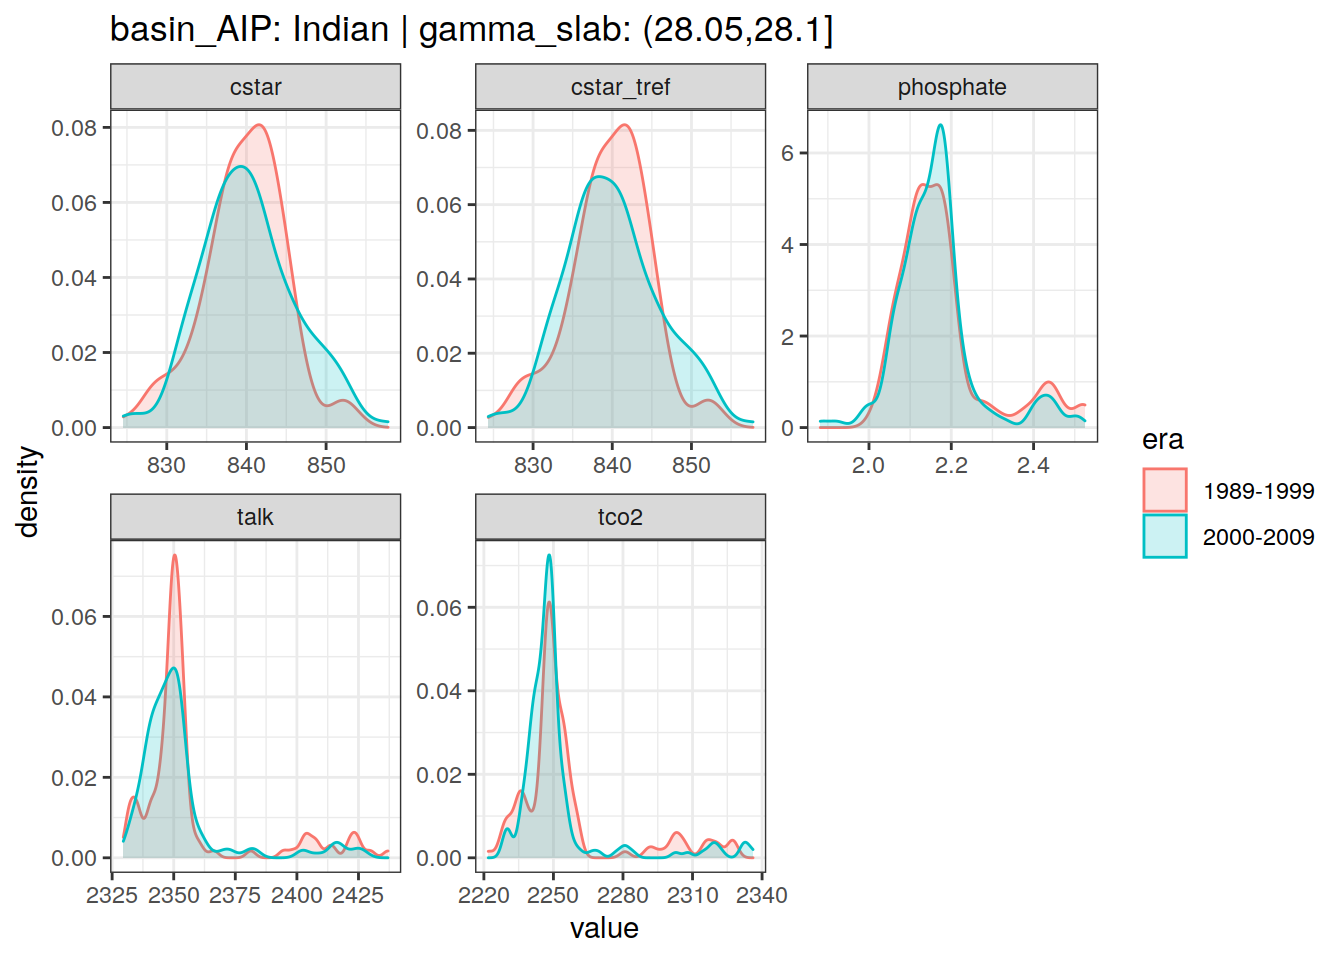 basin_AIP: Indian | gamma_slab: (28.05,28.1]
cstar
cstar_tref
phosphate
0.08
0.06
0.04
0.02
0.00
830 840 850
0.08
0.06
0.04
0.02
0.00
830 840 850
6
4
2
0
2.0 2.2 2.4
density
talk
tco2
0.06
0.04
0.02
0.00
2325 2350 2375 2400 2425
0.06
0.04
0.02
0.00
2220 2250 2280 2310 2340
value
era
1989-1999
2000-2009